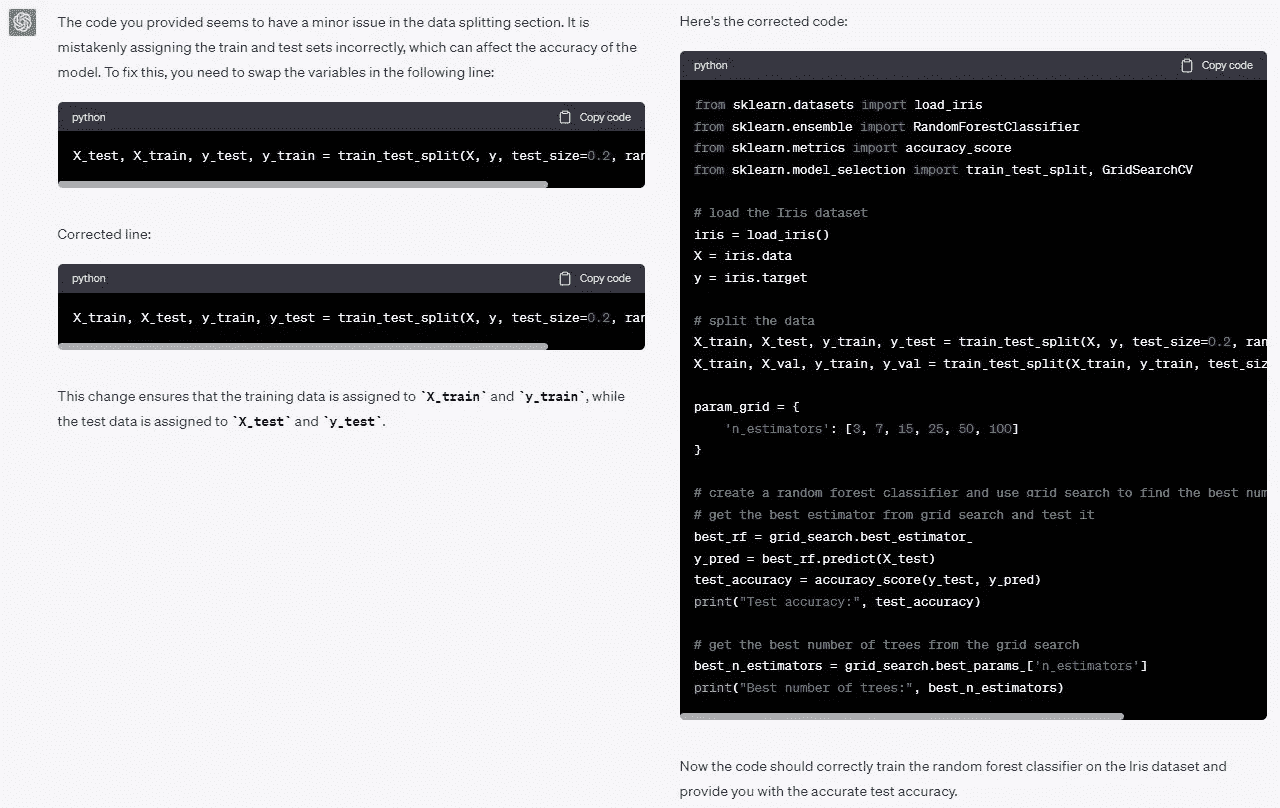 The code you provided seems to have a minor issue in the data splitting section. It is
mistakenly assigning the train and test sets incorrectly, which can affect the accuracy of the
model. To fix this, you need to swap the variables in the following line:
python
Copy code
X_test, X_train, y_test, y_train = train_test_split(X, y, test_size=0.2, ran
Corrected line:
python
Copy code
X_train, X_test, y_train, y_test = train_test_split(X, y, test_size=0.2, ran
This change ensures that the training data is assigned to `X_train` and `y_train`, while
the test data is assigned to `X_test` and `y_test`.
Here's the corrected code:
python
Copy code
from sklearn.datasets import load_iris
from sklearn.ensemble import RandomForestClassifier
from sklearn.metrics import accuracy_score
from sklearn.model_selection import train_test_split, GridSearchCV
# load the Iris dataset
iris = load_iris()
X = iris.data
y = iris.target
# split the data
X_train, X_test, y_train, y_test = train_test_split(X, y, test_size=0.2, ran
X_train, X_val, y_train, y_val = train_test_split(X_train, y_train, test_siz
param_grid = {
'n_estimators': [3, 7, 15, 25, 50, 100]
}
# create a random forest classifier and use grid search to find the best num
# get the best estimator from grid search and test it
best_rf = grid_search.best_estimator_
y_pred = best_rf.predict(X_test)
test_accuracy = accuracy_score(y_test, y_pred)
print("Test accuracy:", test_accuracy)
# get the best number of trees from the grid search
best_n_estimators = grid_search.best_params_['n_estimators']
print("Best number of trees:", best_n_estimators)
Now the code should correctly train the random forest classifier on the Iris dataset and
provide you with the accurate test accuracy.